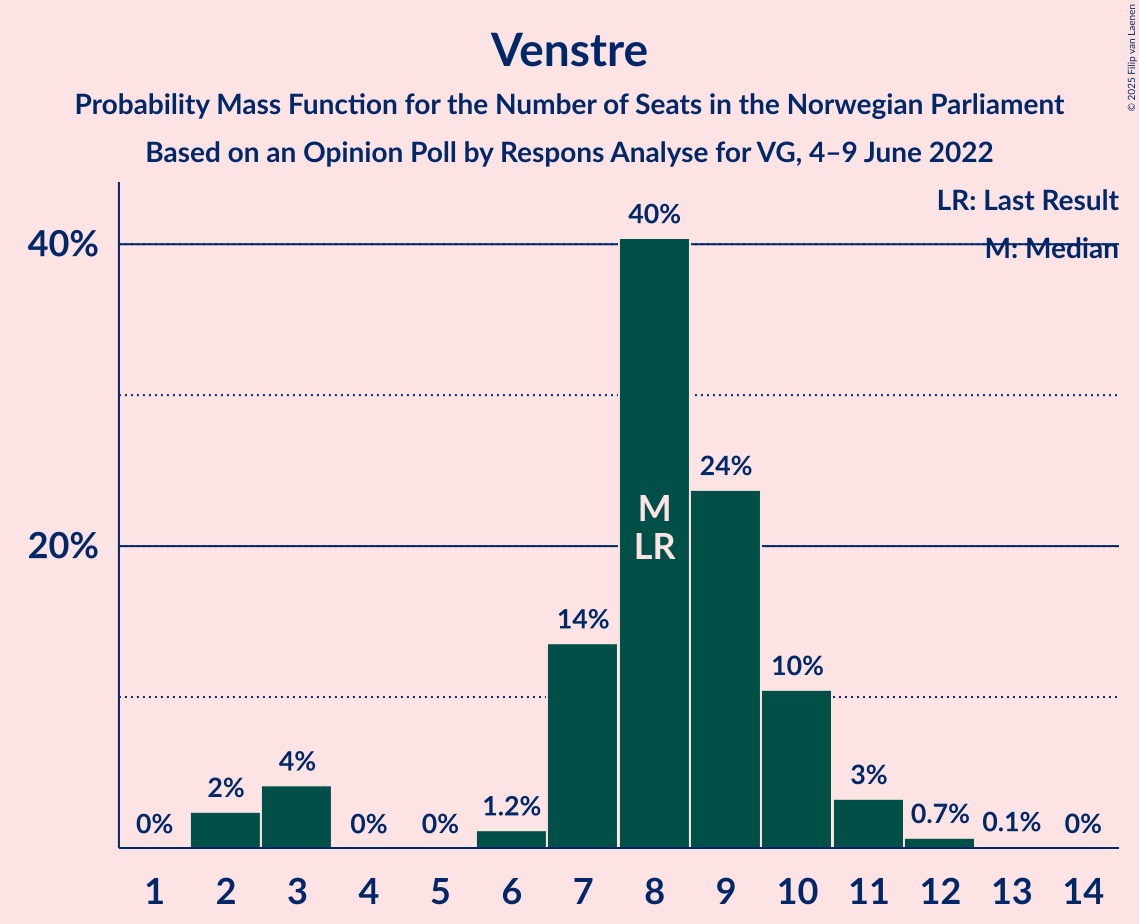 Venstre
Probability Mass Function for the Number of Seats in the Norwegian Parliament
Based on an Opinion Poll by Respons Analyse for VG, 4–9 June 2022
© 2025 Filip van Laenen
LR: Last Result
M: Median
40%
20%
0%
2%
4%
0%
0%
1.2%
14%
40%
24%
10%
3%
0.7%
0.1%
0%
M
LR
1 2 3 4 5 6 7 8 9 10 11 12 13 14